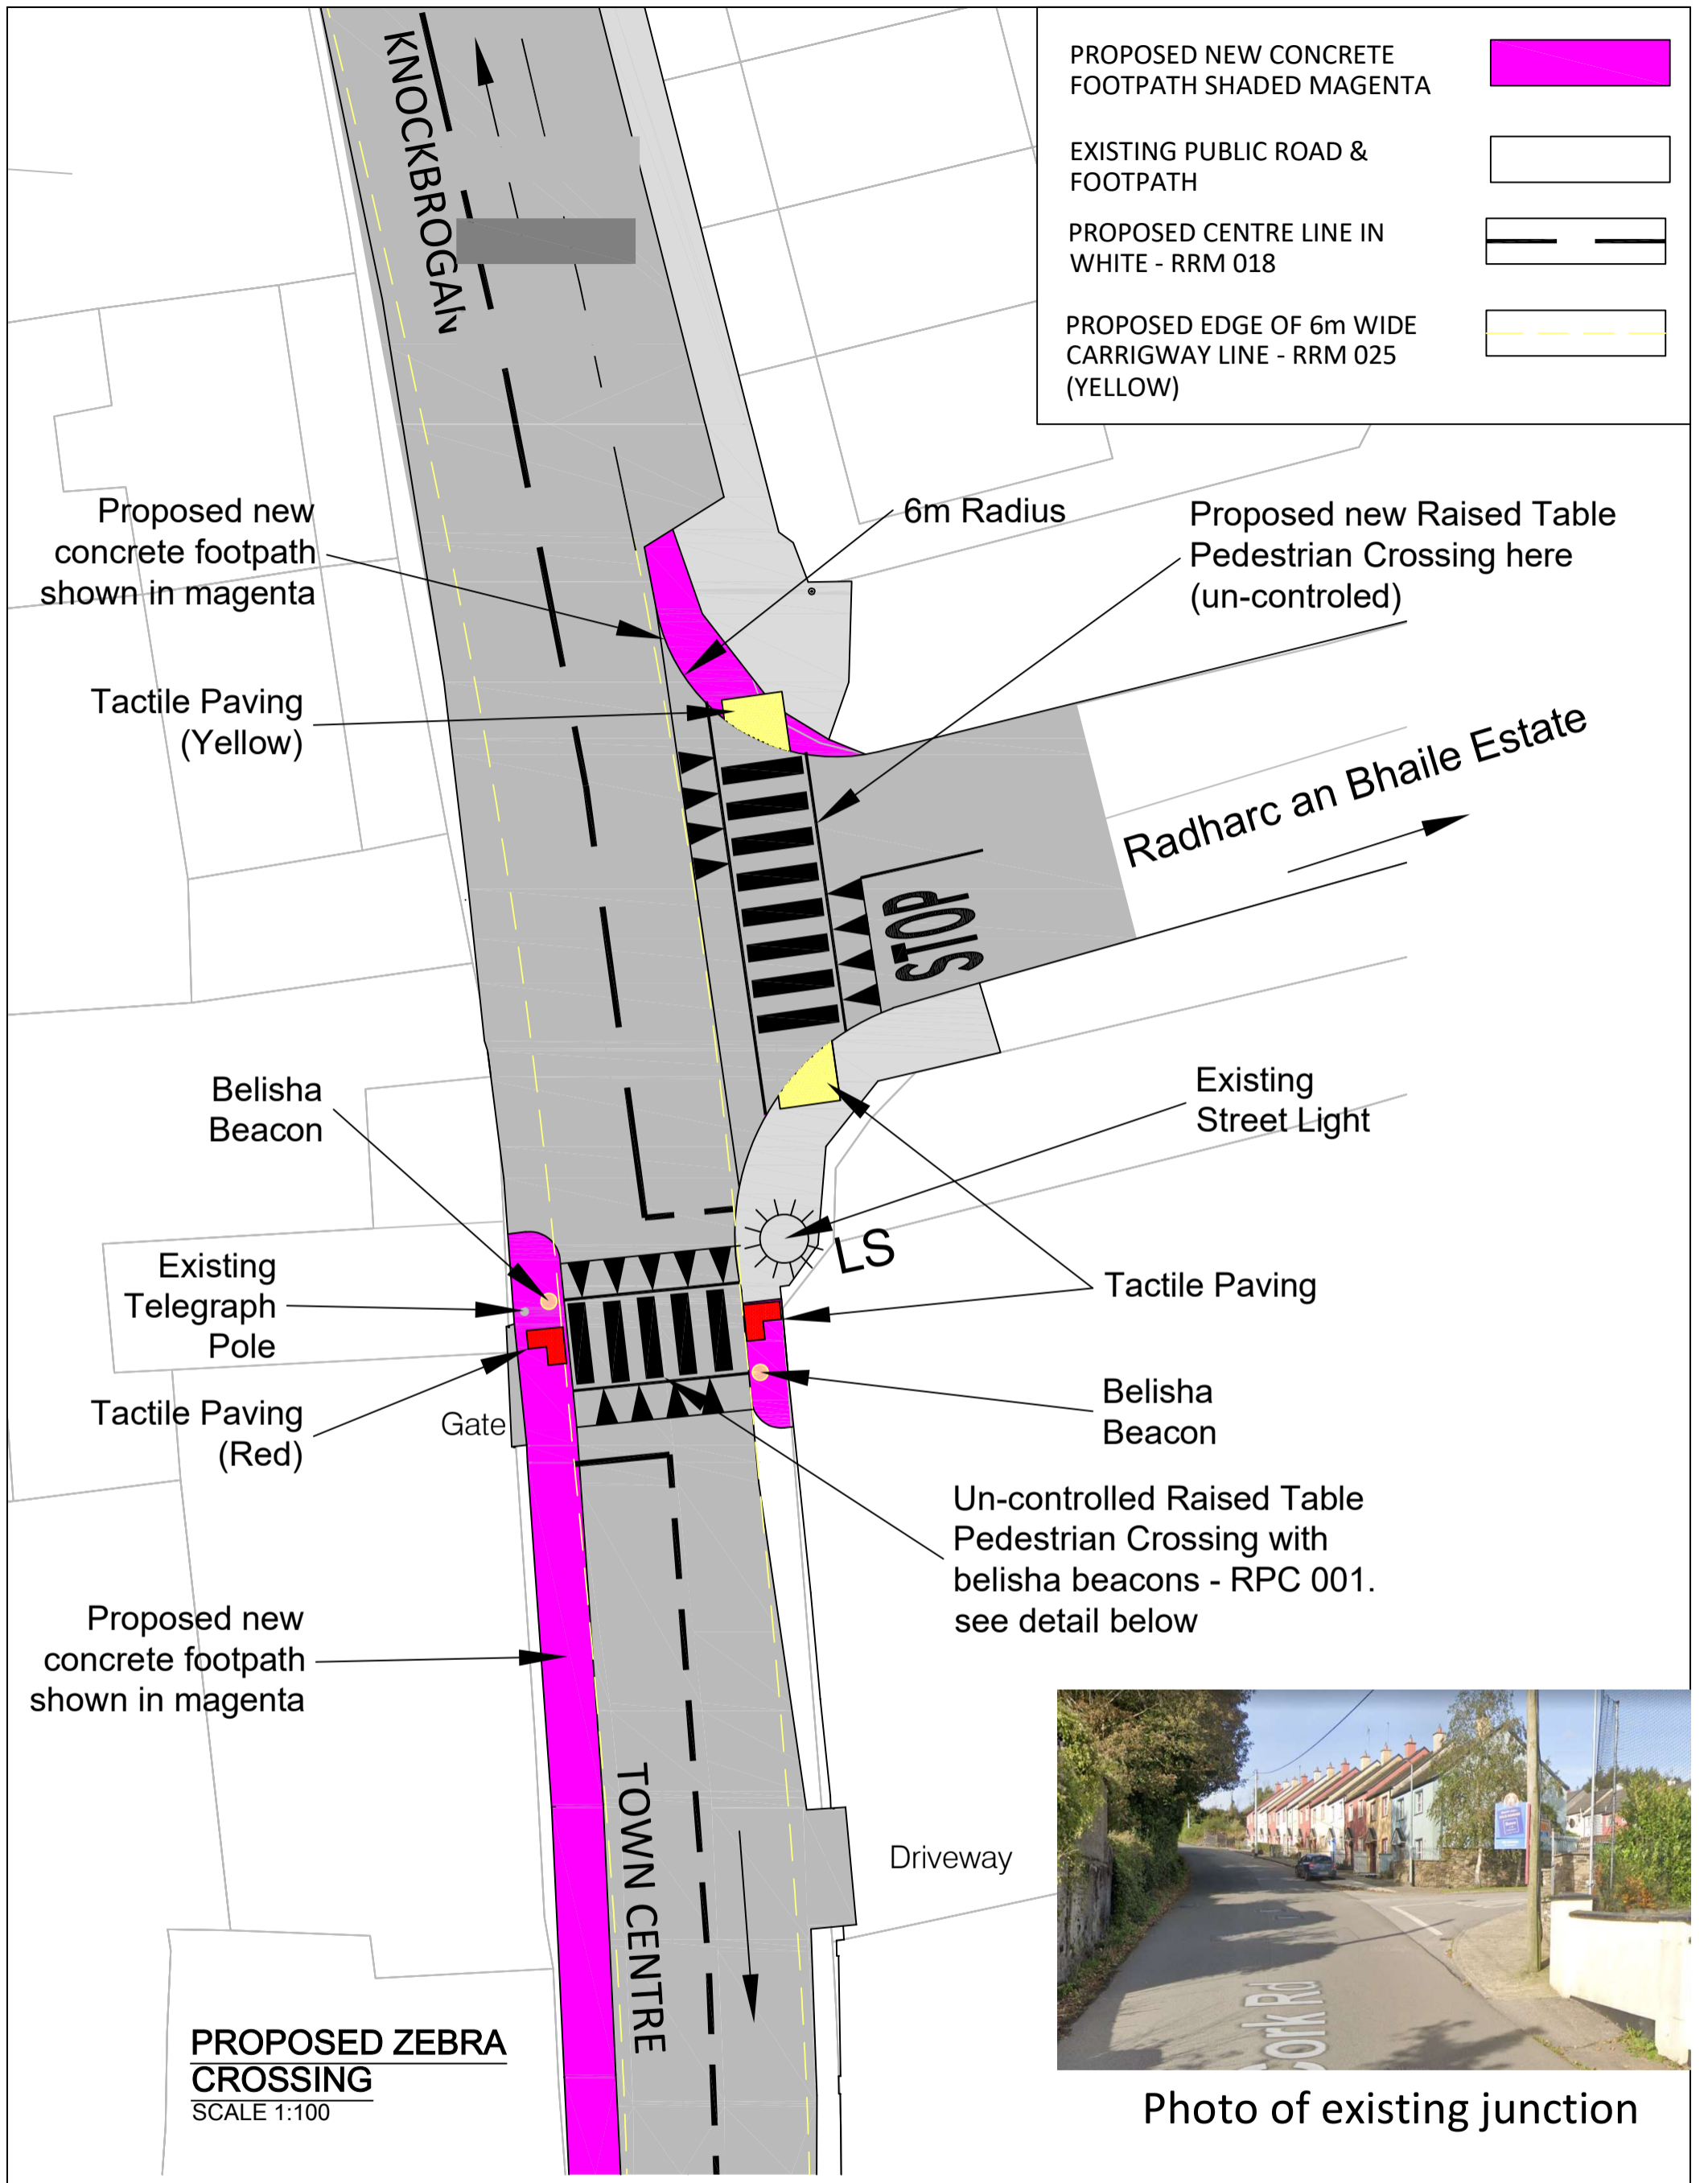 KNOCKBROGAN
PROPOSED NEW CONCRETE
FOOTPATH SHADED MAGENTA
EXISTING PUBLIC ROAD &
FOOTPATH
PROPOSED CENTRE LINE IN
WHITE - RRM 018
PROPOSED EDGE OF 6m WIDE
CARRIGWAY LINE - RRM 025
(YELLOW)
Proposed new
concrete footpath
shown in magenta
6m Radius
Proposed new Raised Table
Pedestrian Crossing here
(un-controled)
Tactile Paving
(Yellow)
Radharc an Bhaile Estate
STOP
Belisha
Beacon
Existing
Street Light
LS
Existing
Telegraph
Pole
Tactile Paving
Tactile Paving
(Red)
Gate
Belisha
Beacon
Un-controlled Raised Table
Pedestrian Crossing with
belisha beacons - RPC 001.
see detail below
Proposed new
concrete footpath
shown in magenta
TOWN CENTRE
Driveway
Cork Rd
PROPOSED ZEBRA
CROSSING
SCALE 1:100
Photo of existing junction